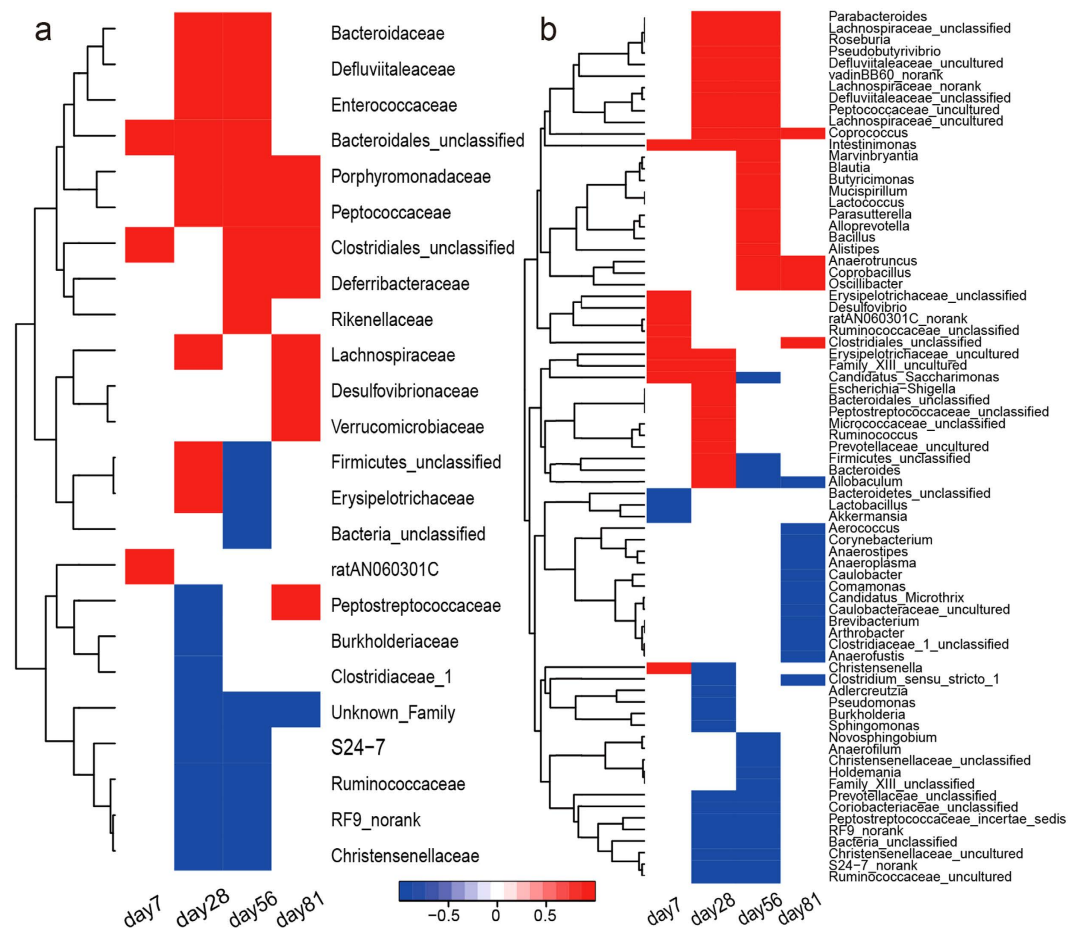 a
Bacteroidaceae
Defluviitaleaceae
Enterococcaceae
Bacteroidales_unclassified
Porphyromonadaceae
Peptococcaceae
Clostridiales_unclassified
Deferribacteraceae
Rikenellaceae
Lachnospiraceae
Desulfovibrionaceae
Verrucomicrobiaceae
Firmicutes_unclassified
Erysipelotrichaceae
Bacteria_unclassified
ratAN060301C
Peptostreptococcaceae
Burkholderiaceae
Clostridiaceae_1
Unknown_Family
S24-7
Ruminococcaceae
RF9_norank
Christensenellaceae
day7 day28 day56 day81
b
Parabacteroides
Lachnospiraceae_unclassified
Roseburia
Pseudobutyrivibrio
Defluviitaleaceae_uncultured
vadinBB60_norank
Lachnospiraceae_norank
Defluviitaleaceae_unclassified
Peptococcaceae_uncultured
Lachnospiraceae_uncultured
Coprococcus
Intestinimonas
Marvinbryantia
Blautia
Butyricimonas
Mucispirillum
Lactococcus
Parasutterella
Alloprevotella
Bacillus
Alistipes
Anaerotruncus
Coprobacillus
Oscillibacter
Erysipelotrichaceae_unclassified
Desulfovibrio
ratAN060301C_norank
Ruminococcaceae_unclassified
Clostridiales_unclassified
Erysipelotrichaceae_uncultured
Family_XIII_uncultured
Candidatus_Saccharimonas
Escherichia-Shigella
Bacteroidales_unclassified
Peptostreptococcaceae_unclassified
Micrococcaceae_unclassified
Ruminococcus
Prevotellaceae_uncultured
Firmicutes_unclassified
Bacteroides
Allobaculum
Bacteroidetes_unclassified
Lactobacillus
Akkermansia
Aerococcus
Corynebacterium
Anaerostipes
Anaeroplasma
Caulobacter
Comamonas
Candidatus_Microthrix
Caulobacteraceae_uncultured
Brevibacterium
Arthrobacter
Clostridiaceae_1_unclassified
Anaerofustis
Christensenella
Clostridium_sensu_stricto_1
Adlercreutzia
Pseudomonas
Burkholderia
Sphingomonas
Novosphingobium
Anaerofilum
Christensenellaceae_unclassified
Holdemania
Family_XIII_unclassified
Prevotellaceae_unclassified
Coriobacteriaceae_unclassified
Peptostreptococcaceae_incertae_sedis
RF9_norank
Bacteria_unclassified
Christensenellaceae_uncultured
S24-7_norank
Ruminococcaceae_uncultured
day7 day28 day56 day81
-0.5 0 0.5